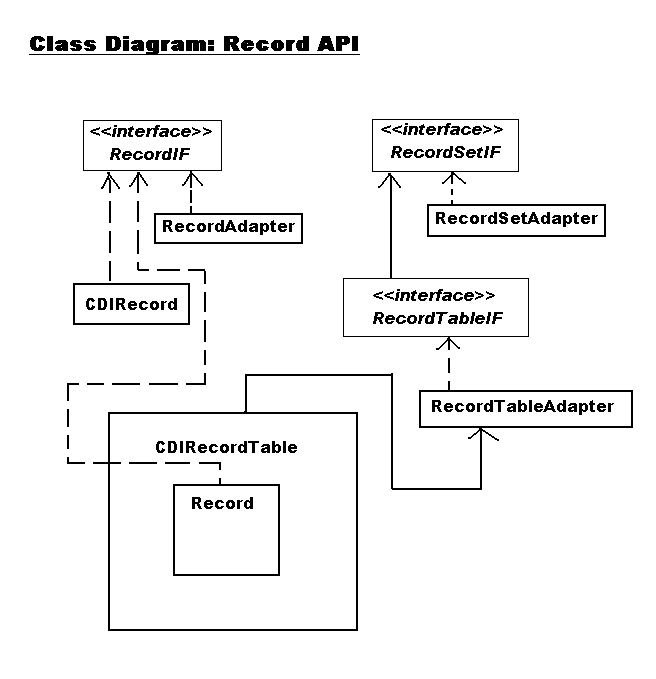 Class Diagram: Record API
<<interface>>
RecordIF
<<interface>>
RecordSetIF
RecordAdapter
RecordSetAdapter
CDIRecord
<<interface>>
RecordTableIF
RecordTableAdapter
CDIRecordTable
Record